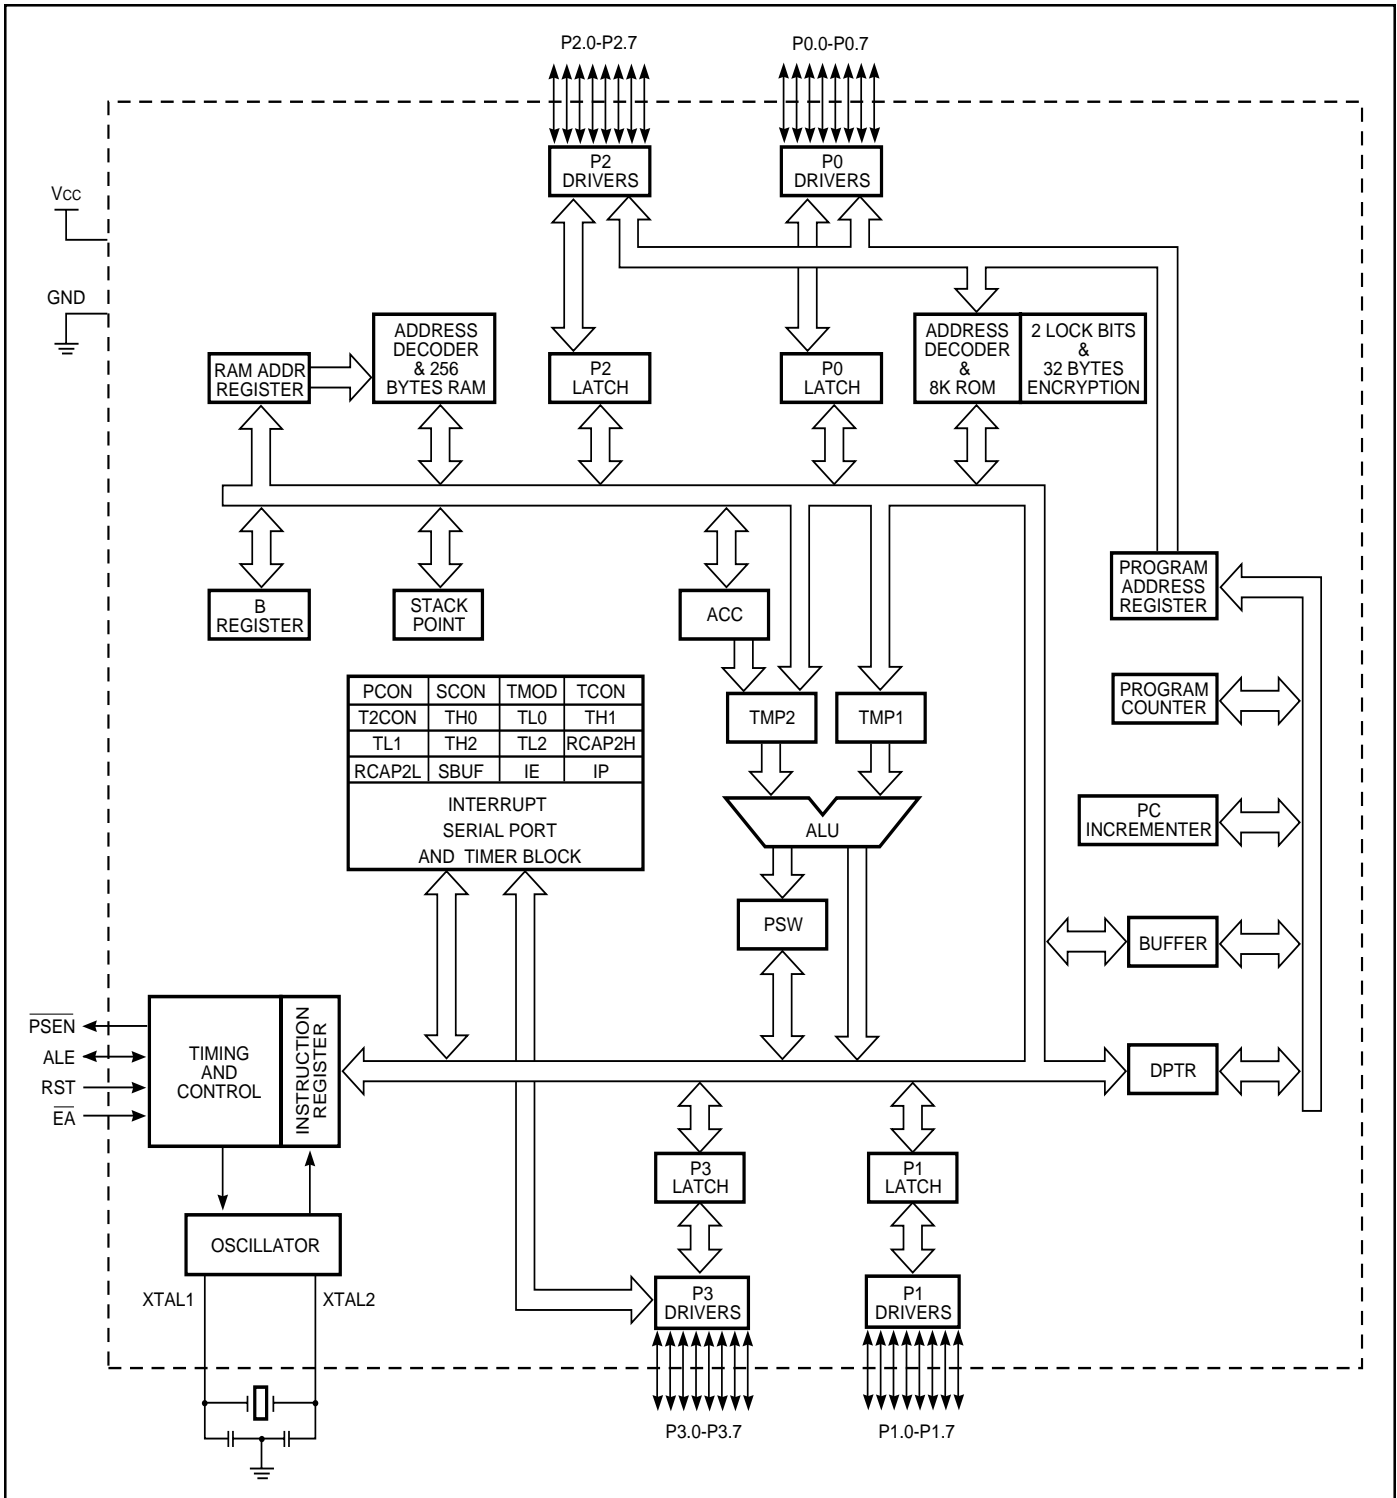 P2.0-P2.7
P0.0-P0.7
P2
DRIVERS
P0
DRIVERS
VCC
GND
RAM ADDR
REGISTER
ADDRESS
DECODER
& 256
BYTES RAM
P2
LATCH
P0
LATCH
ADDRESS
DECODER
&
8K ROM
2 LOCK BITS
&
32 BYTES
ENCRYPTION
B
REGISTER
STACK
POINT
ACC
PROGRAM
ADDRESS
REGISTER
PCON SCON TMOD TCON
T2CON TH0 TL0 TH1
TL1 TH2 TL2 RCAP2H
RCAP2L SBUF IE IP
INTERRUPT
SERIAL PORT
AND TIMER BLOCK
TMP2
TMP1
PROGRAM
COUNTER
ALU
PC
INCREMENTER
PSW
BUFFER
PSEN
ALE
RST
EA
TIMING
AND
CONTROL
INSTRUCTION
REGISTER
DPTR
P3
LATCH
P1
LATCH
OSCILLATOR
XTAL1
XTAL2
P3
DRIVERS
P1
DRIVERS
P3.0-P3.7
P1.0-P1.7